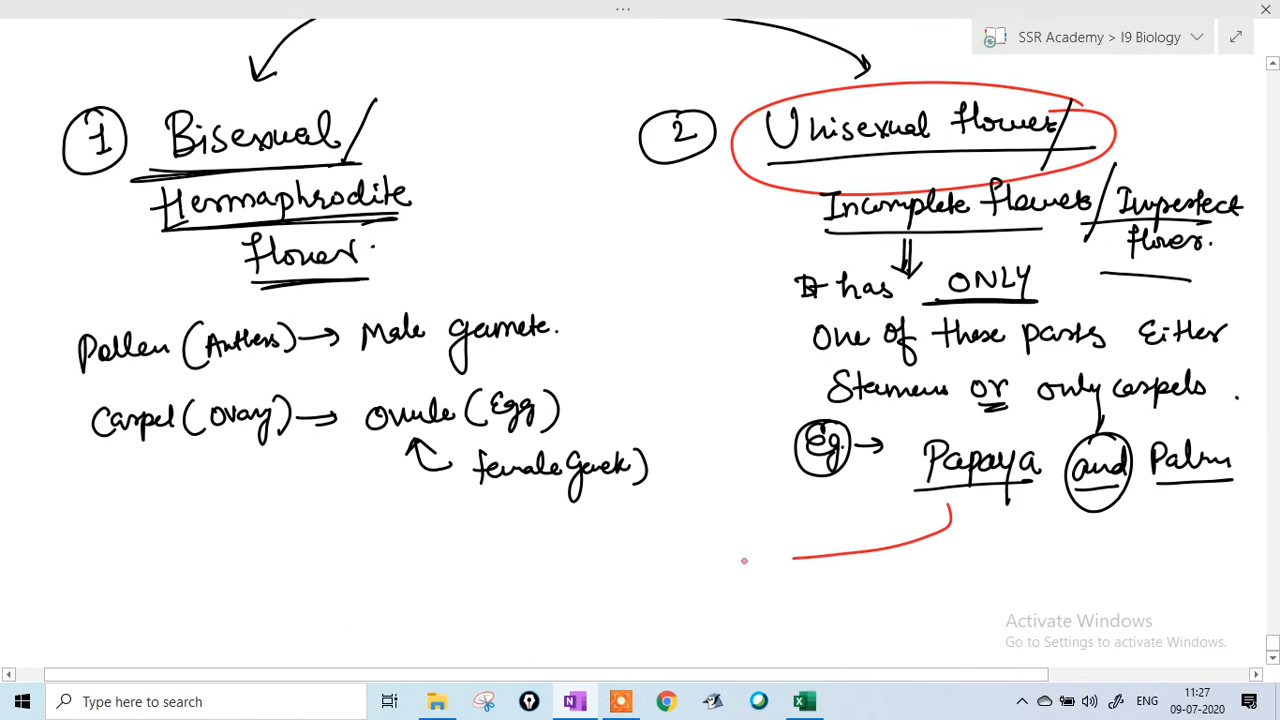 SSR Academy > I9 Biology
1 Bisexual /
Hermaphrodite
flower.
Pollen (Anthers) → Male gamete.
Carpel (Ovary) → Ovule (Egg)
female Gamete)
2 Unisexual flower /
Incomplete flowers / Imperfect
flower.
It has ONLY
One of these parts Either
Stamens or only carpels.
Eg. → Papaya and Palm
Activate Windows
Go to Settings to activate Windows.
Type here to search
ENG
11:27
09-07-2020